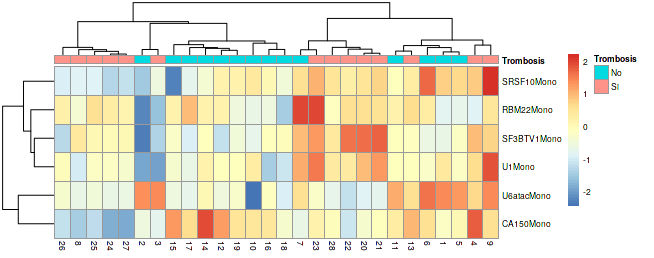 Trombosis
SRSF10Mono
RBM22Mono
SF3BTV1Mono
U1Mono
U6atacMono
CA150Mono
26 8 25 24 27 2 3 15 17 14 12 19 10 16 18 7 23 28 22 20 21 11 13 6 1 5 4 9
2
1
0
-1
-2
Trombosis
No
SI